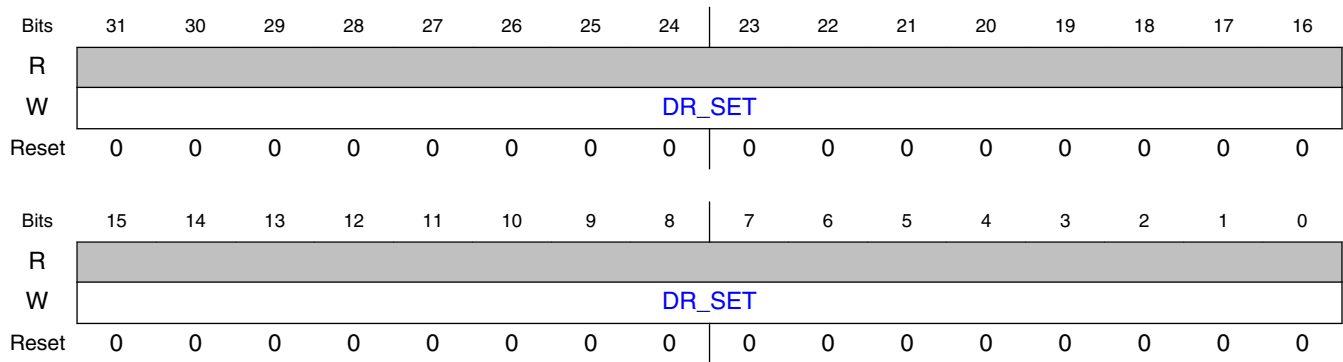 Bits 31 30 29 28 27 26 25 24 23 22 21 20 19 18 17 16
R
W DR_SET
Reset 0 0 0 0 0 0 0 0 0 0 0 0 0 0 0 0
Bits 15 14 13 12 11 10 9 8 7 6 5 4 3 2 1 0
R
W DR_SET
Reset 0 0 0 0 0 0 0 0 0 0 0 0 0 0 0 0